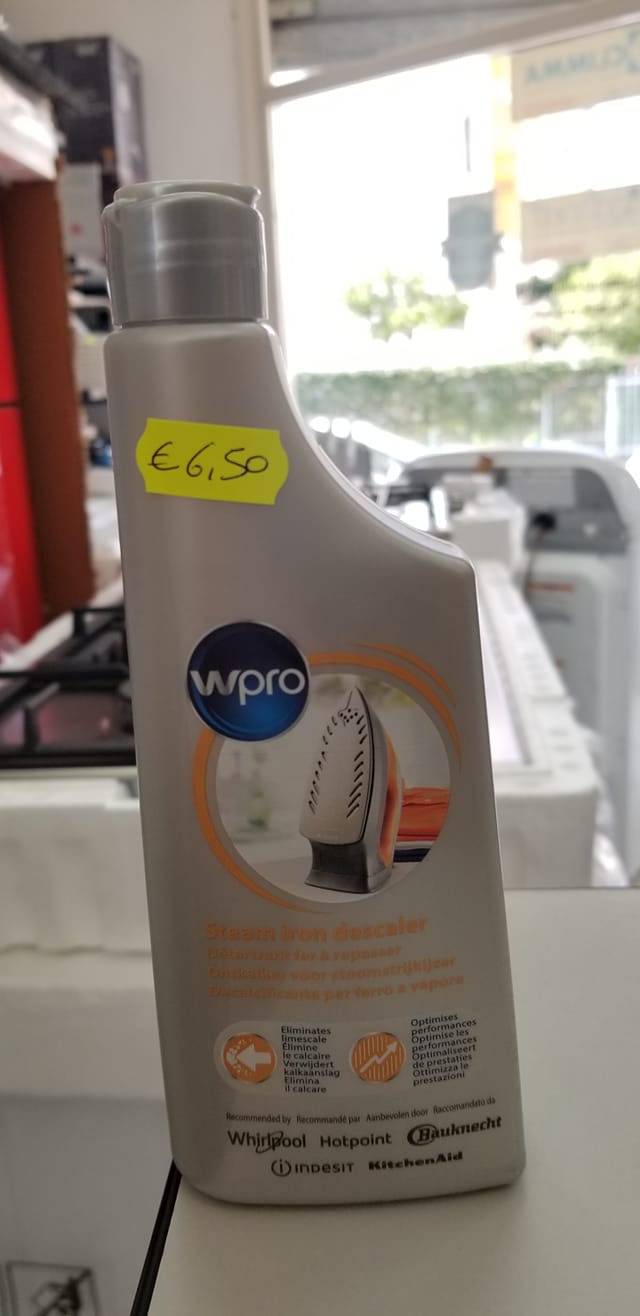 €6,50
wpro
Steam iron descaler
Détartrant fer à repasser
Ontkalker voor stoomstrijkijzer
Decalcificante per ferro a vapore
Eliminates
limescale
Élimine
le calcaire
Verwijdert
kalkaanslag
Elimina
il calcare
Optimises
performances
Optimise les
performances
Optimaliseert
de prestaties
Ottimizza le
prestazioni
Recommended by Recommandé par Aanbevolen door Raccomandato da
Whirlpool Hotpoint Bauknecht
INDESIT KitchenAid